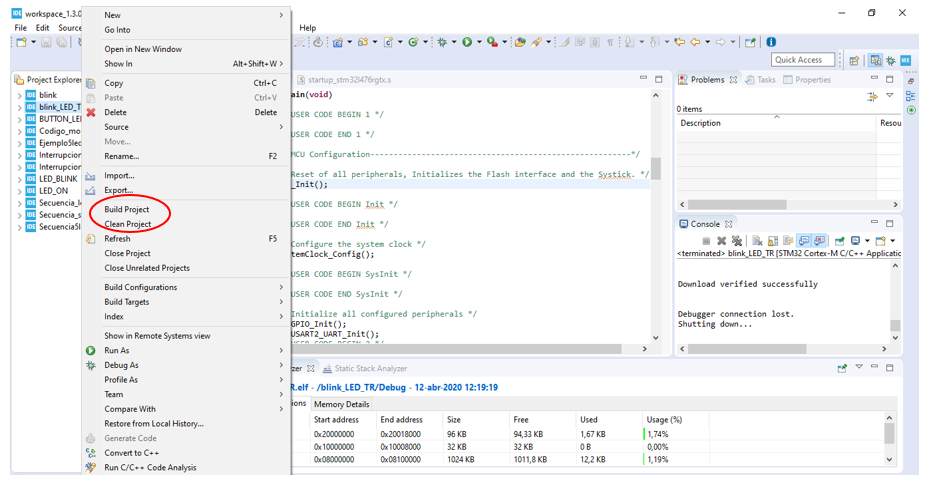 IDE workspace_1.3.0
File Edit Source Help
Quick Access
MX
Project Explorer
blink
blink_LED_TR
BUTTON_LED
Codigo_mo
Ejemplo5led
Interrupcion
Interrupcion
LED_BLINK
LED_ON
Secuencia_l
Secuencia_s
Secuencia5l
New
Go Into
Open in New Window
Show In Alt+Shift+W >
Copy Ctrl+C
Paste Ctrl+V
Delete Delete
Source
Move...
Rename... F2
Import...
Export...
Build Project
Clean Project
Refresh F5
Close Project
Close Unrelated Projects
Build Configurations
Build Targets
Index
Show in Remote Systems view
Run As
Debug As
Profile As
Team
Compare With
Restore from Local History...
Generate Code
Convert to C++
Run C/C++ Code Analysis
startup_stm32l476rgtx.s
ain(void)
USER CODE BEGIN 1 */
USER CODE END 1 */
MCU Configuration--------------------------------------------------------*/
Reset of all peripherals, Initializes the Flash interface and the Systick. */
_Init();
USER CODE BEGIN Init */
USER CODE END Init */
Configure the system clock */
temClock_Config();
USER CODE BEGIN SysInit */
USER CODE END SysInit */
Initialize all configured peripherals */
GPIO_Init();
USART2_UART_Init();
Problems Tasks Properties
0 items
Description Resou
Console
<terminated> blink_LED_TR [STM32 Cortex-M C/C++ Applicatio
Download verified successfully
Debugger connection lost.
Shutting down...
zer Static Stack Analyzer
R.elf - /blink_LED_TR/Debug - 12-abr-2020 12:19:19
ions Memory Details
Start address End address Size Free Used Usage (%)
0x20000000 0x20018000 96 KB 94,33 KB 1,67 KB 1,74%
0x10000000 0x10008000 32 KB 32 KB 0 B 0,00%
0x08000000 0x08100000 1024 KB 1011,8 KB 12,2 KB 1,19%